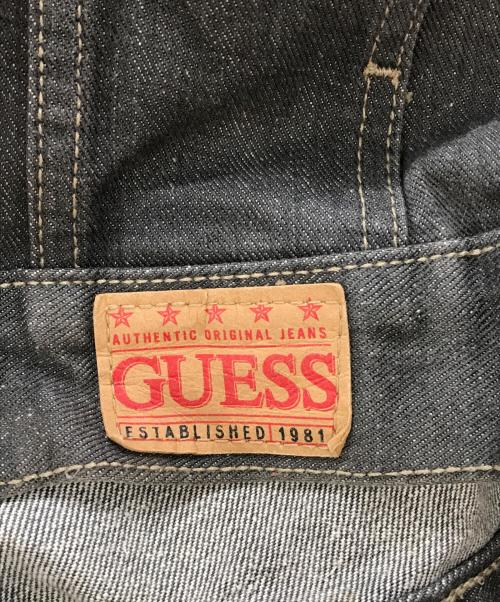 AUTHENTIC ORIGINAL JEANS
GUESS
ESTABLISHED 1981